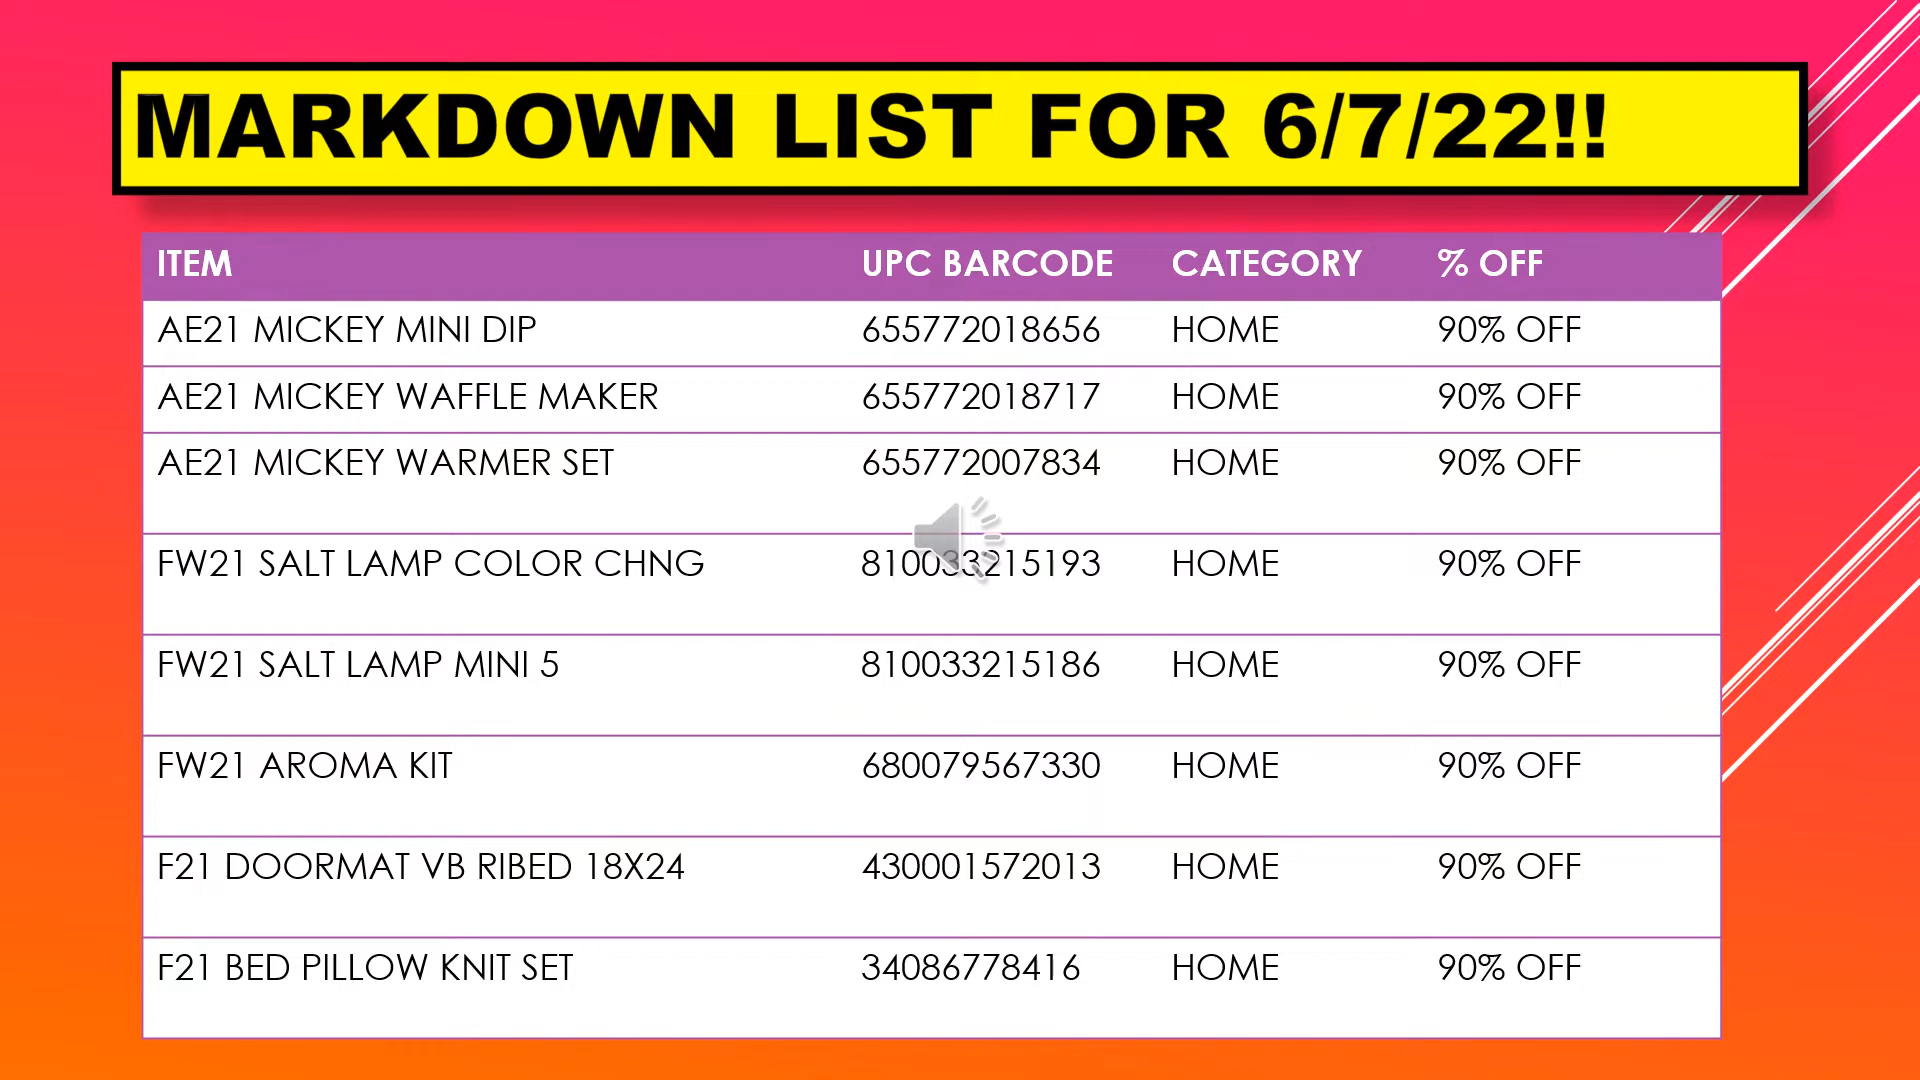 MARKDOWN LIST FOR 6/7/22!!
ITEM UPC BARCODE CATEGORY % OFF
AE21 MICKEY MINI DIP 655772018656 HOME 90% OFF
AE21 MICKEY WAFFLE MAKER 655772018717 HOME 90% OFF
AE21 MICKEY WARMER SET 655772007834 HOME 90% OFF
FW21 SALT LAMP COLOR CHNG 810033215193 HOME 90% OFF
FW21 SALT LAMP MINI 5 810033215186 HOME 90% OFF
FW21 AROMA KIT 680079567330 HOME 90% OFF
F21 DOORMAT VB RIBED 18X24 430001572013 HOME 90% OFF
F21 BED PILLOW KNIT SET 34086778416 HOME 90% OFF